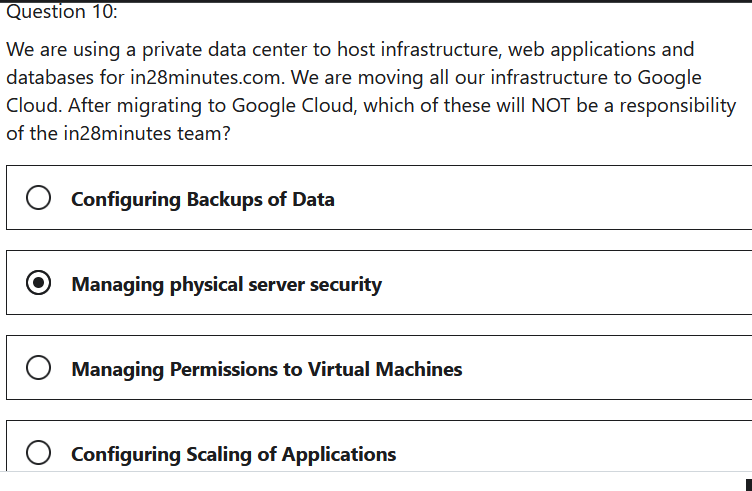 Question 10:
We are using a private data center to host infrastructure, web applications and
databases for in28minutes.com. We are moving all our infrastructure to Google
Cloud. After migrating to Google Cloud, which of these will NOT be a responsibility
of the in28minutes team?
Configuring Backups of Data
Managing physical server security
Managing Permissions to Virtual Machines
Configuring Scaling of Applications